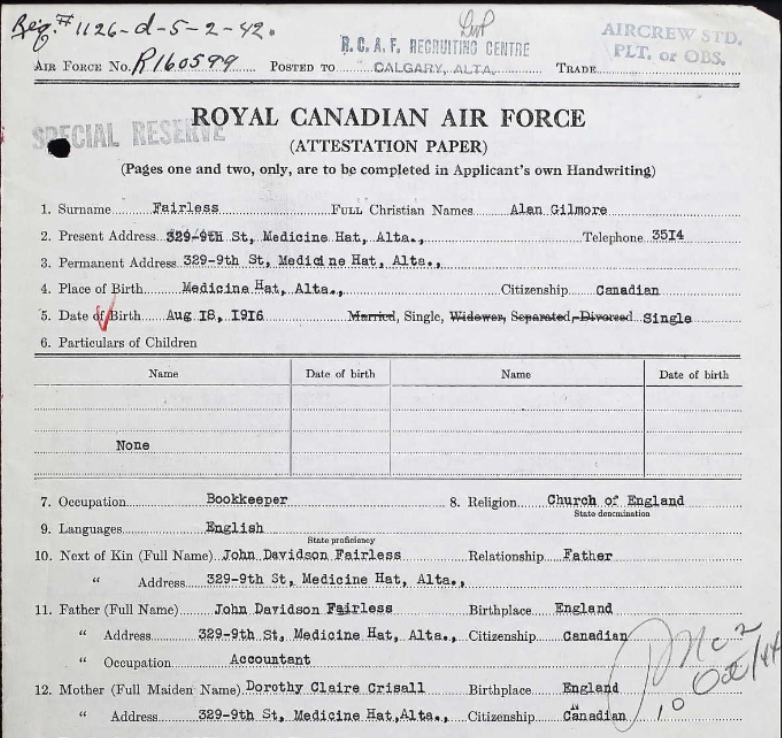 Reg.# 1126-d-5-2-42.
AIRCREW STD.
PLT. or OBS.
R.C.A.F. RECRUITING CENTRE
AIR FORCE No. R160599 POSTED TO CALGARY, ALTA. TRADE
SPECIAL RESERVE
ROYAL CANADIAN AIR FORCE
(ATTESTATION PAPER)
(Pages one and two, only, are to be completed in Applicant's own Handwriting)
1. Surname Fairless FULL Christian Names Alan Gilmore
2. Present Address 329-9th St, Medicine Hat, Alta., Telephone 35I4
3. Permanent Address 329-9th St, Medicine Hat, Alta.,
4. Place of Birth Medicine Hat, Alta., Citizenship Canadian
5. Date of Birth Aug I8, I9I6 Married, Single, Widower, Separated, Divorced Single
6. Particulars of Children
Name Date of birth Name Date of birth
None
7. Occupation Bookkeeper 8. Religion Church of England
State denomination
9. Languages English
State proficiency
10. Next of Kin (Full Name) John Davidson Fairless Relationship Father
" Address 329-9th St, Medicine Hat, Alta.,
11. Father (Full Name) John Davidson Fairless Birthplace England
" Address 329-9th St, Medicine Hat, Alta., Citizenship Canadian
" Occupation Accountant
12. Mother (Full Maiden Name) Dorothy Claire Crisall Birthplace England
" Address 329-9th St, Medicine Hat, Alta., Citizenship Canadian
10 Oct/44